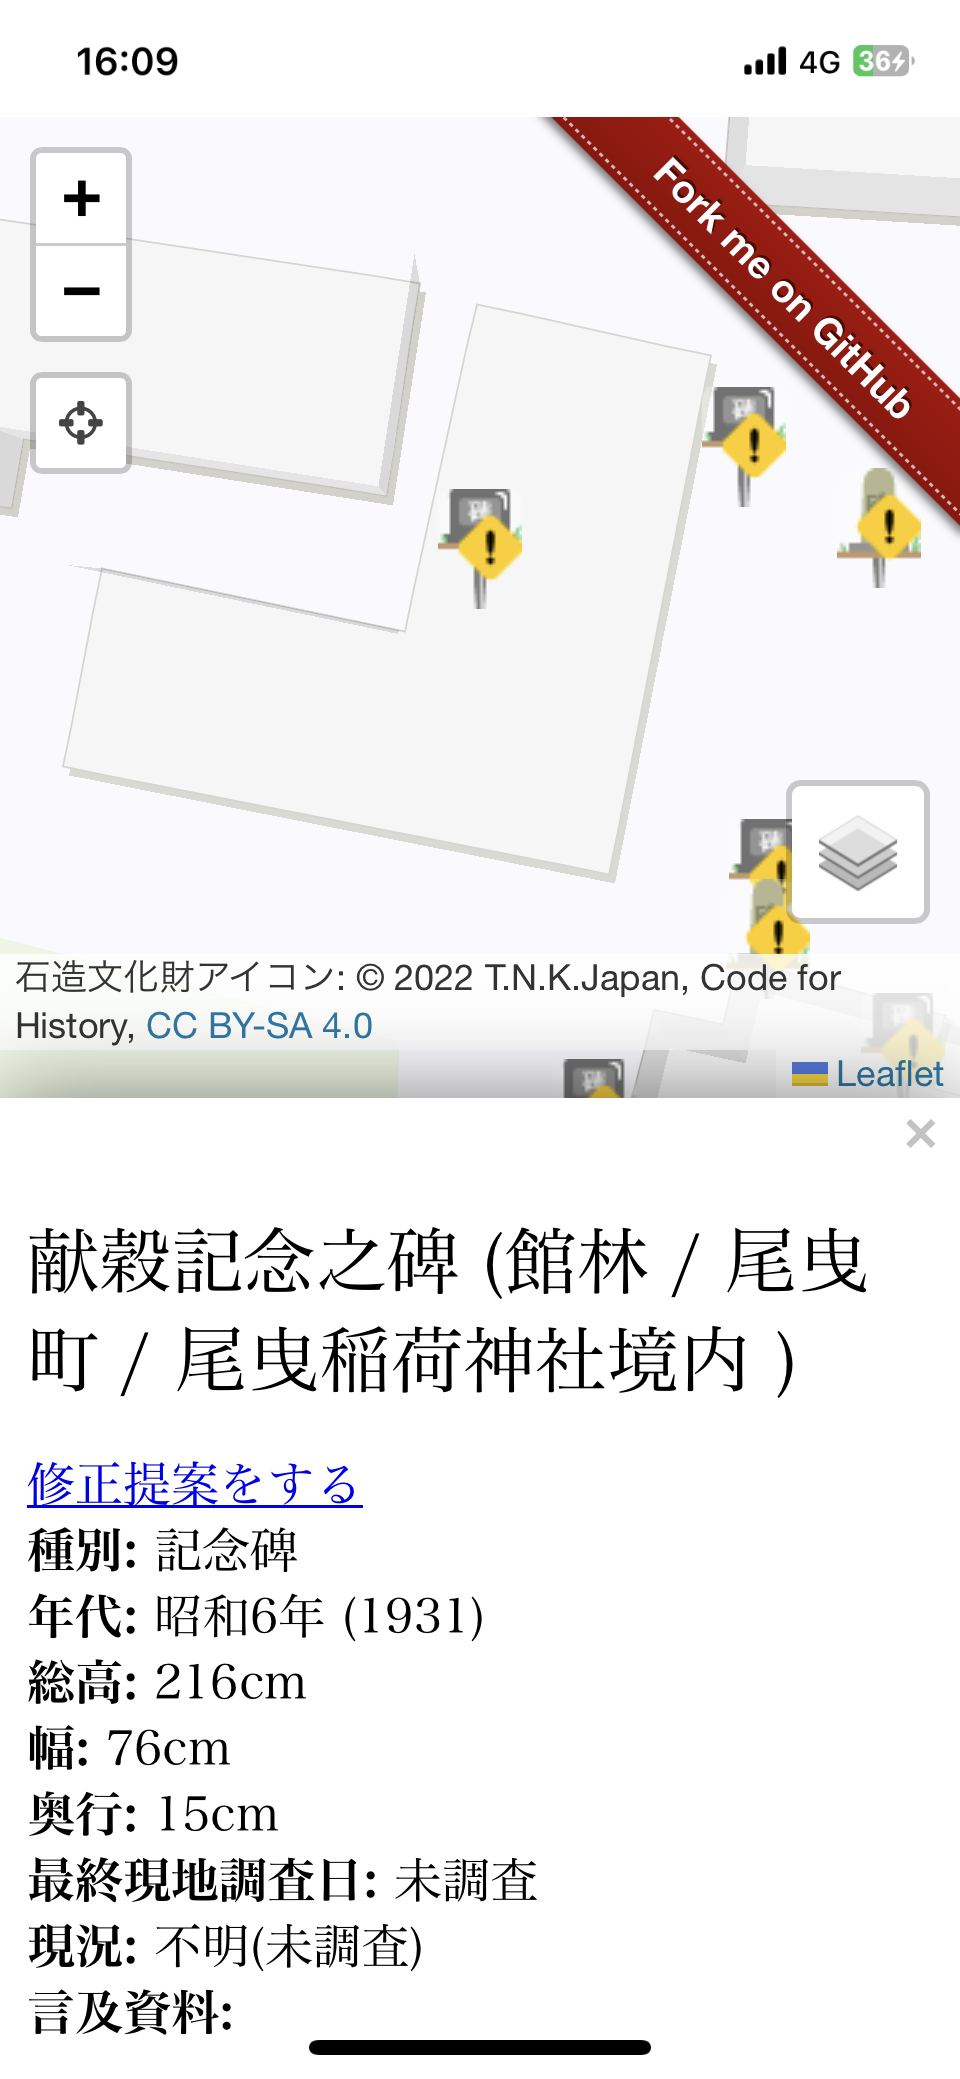 16:09
4G
36
+
−
Fork me on GitHub
石造文化財アイコン: © 2022 T.N.K.Japan, Code for
History, CC BY-SA 4.0
Leaflet
×
献穀記念之碑 (館林 / 尾曳
町 / 尾曳稲荷神社境内 )
修正提案をする
種別: 記念碑
年代: 昭和6年 (1931)
総高: 216cm
幅: 76cm
奥行: 15cm
最終現地調査日: 未調査
現況: 不明(未調査)
言及資料: